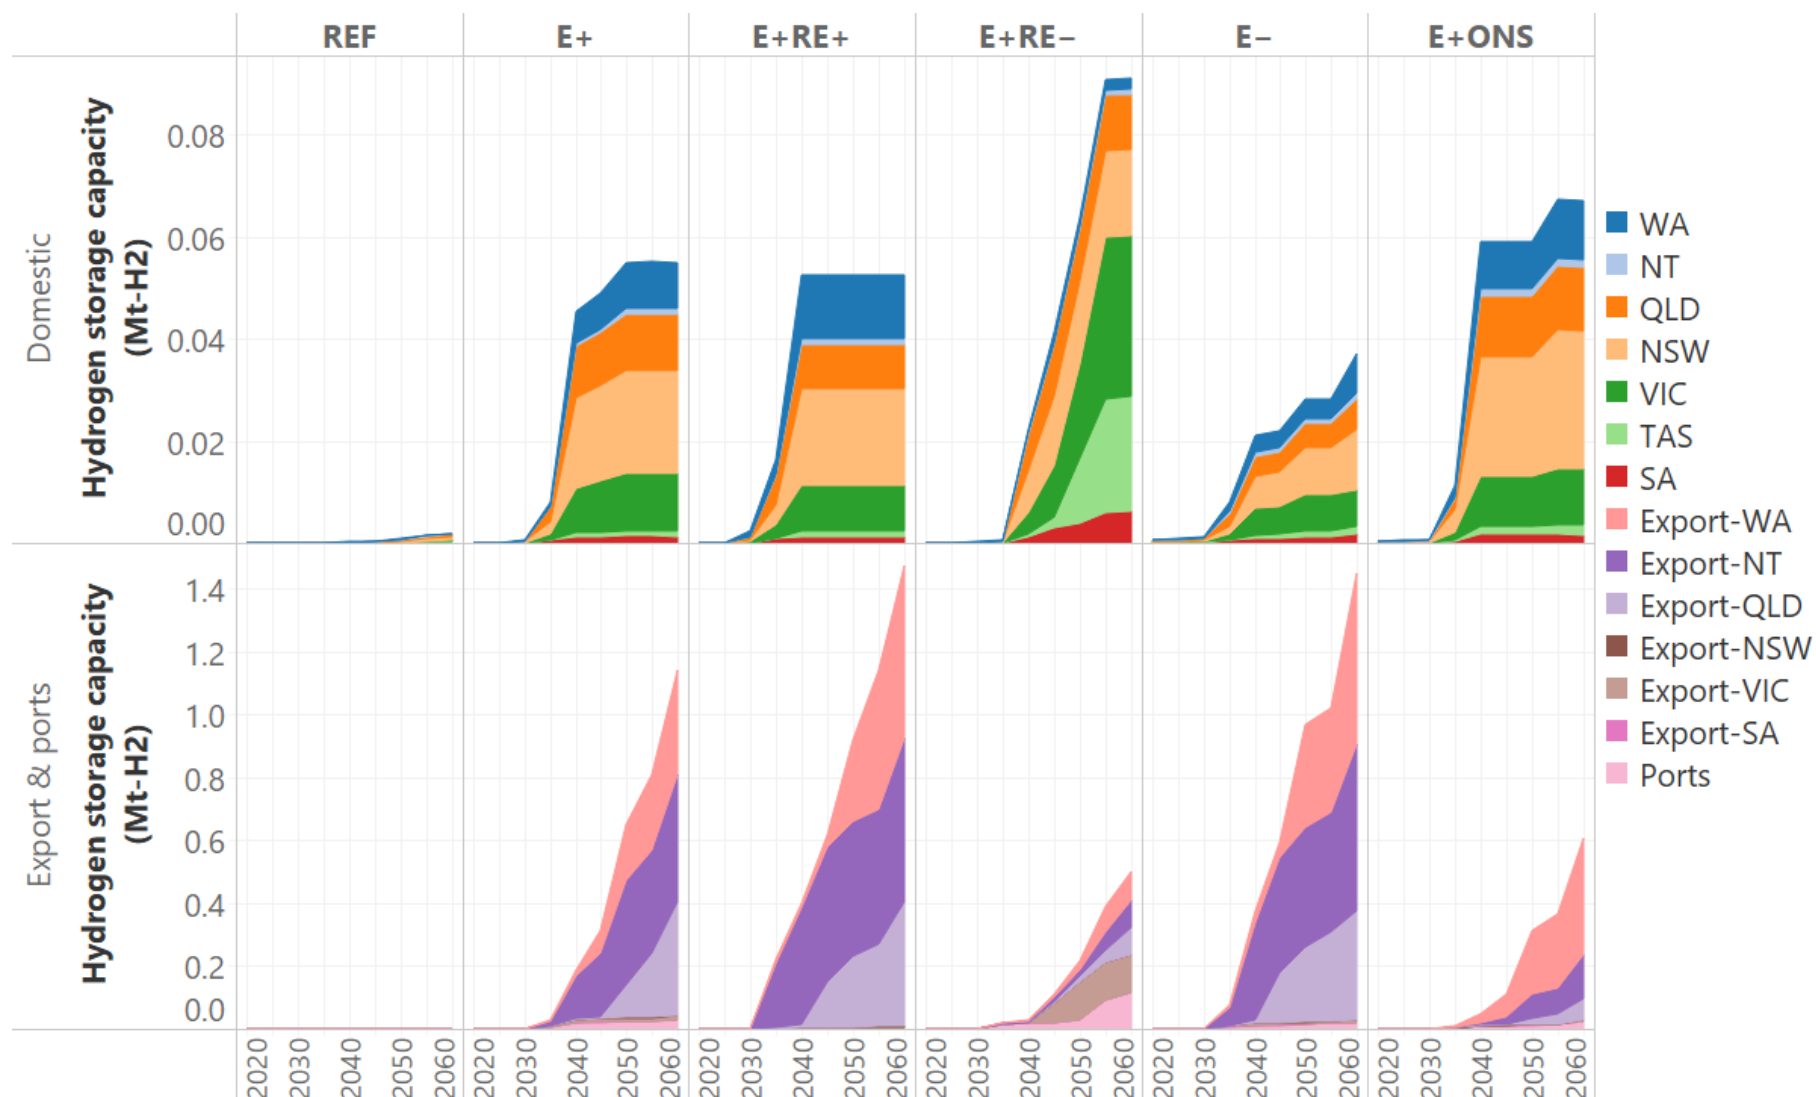 REF E+ E+RE+ E+RE− E− E+ONS
Domestic
Hydrogen storage capacity
(Mt-H2)
0.08
0.06
0.04
0.02
0.00
Export & ports
Hydrogen storage capacity
(Mt-H2)
1.4
1.2
1.0
0.8
0.6
0.4
0.2
0.0
2020 2030 2040 2050 2060 2020 2030 2040 2050 2060 2020 2030 2040 2050 2060 2020 2030 2040 2050 2060 2020 2030 2040 2050 2060 2020 2030 2040 2050 2060
WA
NT
QLD
NSW
VIC
TAS
SA
Export-WA
Export-NT
Export-QLD
Export-NSW
Export-VIC
Export-SA
Ports